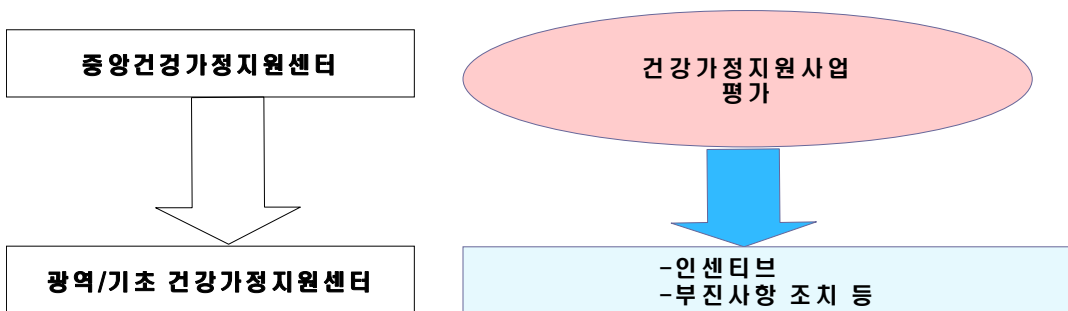 중앙건겅가정지원센터
건강가정지원사업
평가
광역/기초 건강가정지원센터
-인센티브
-부진사항 조치 등